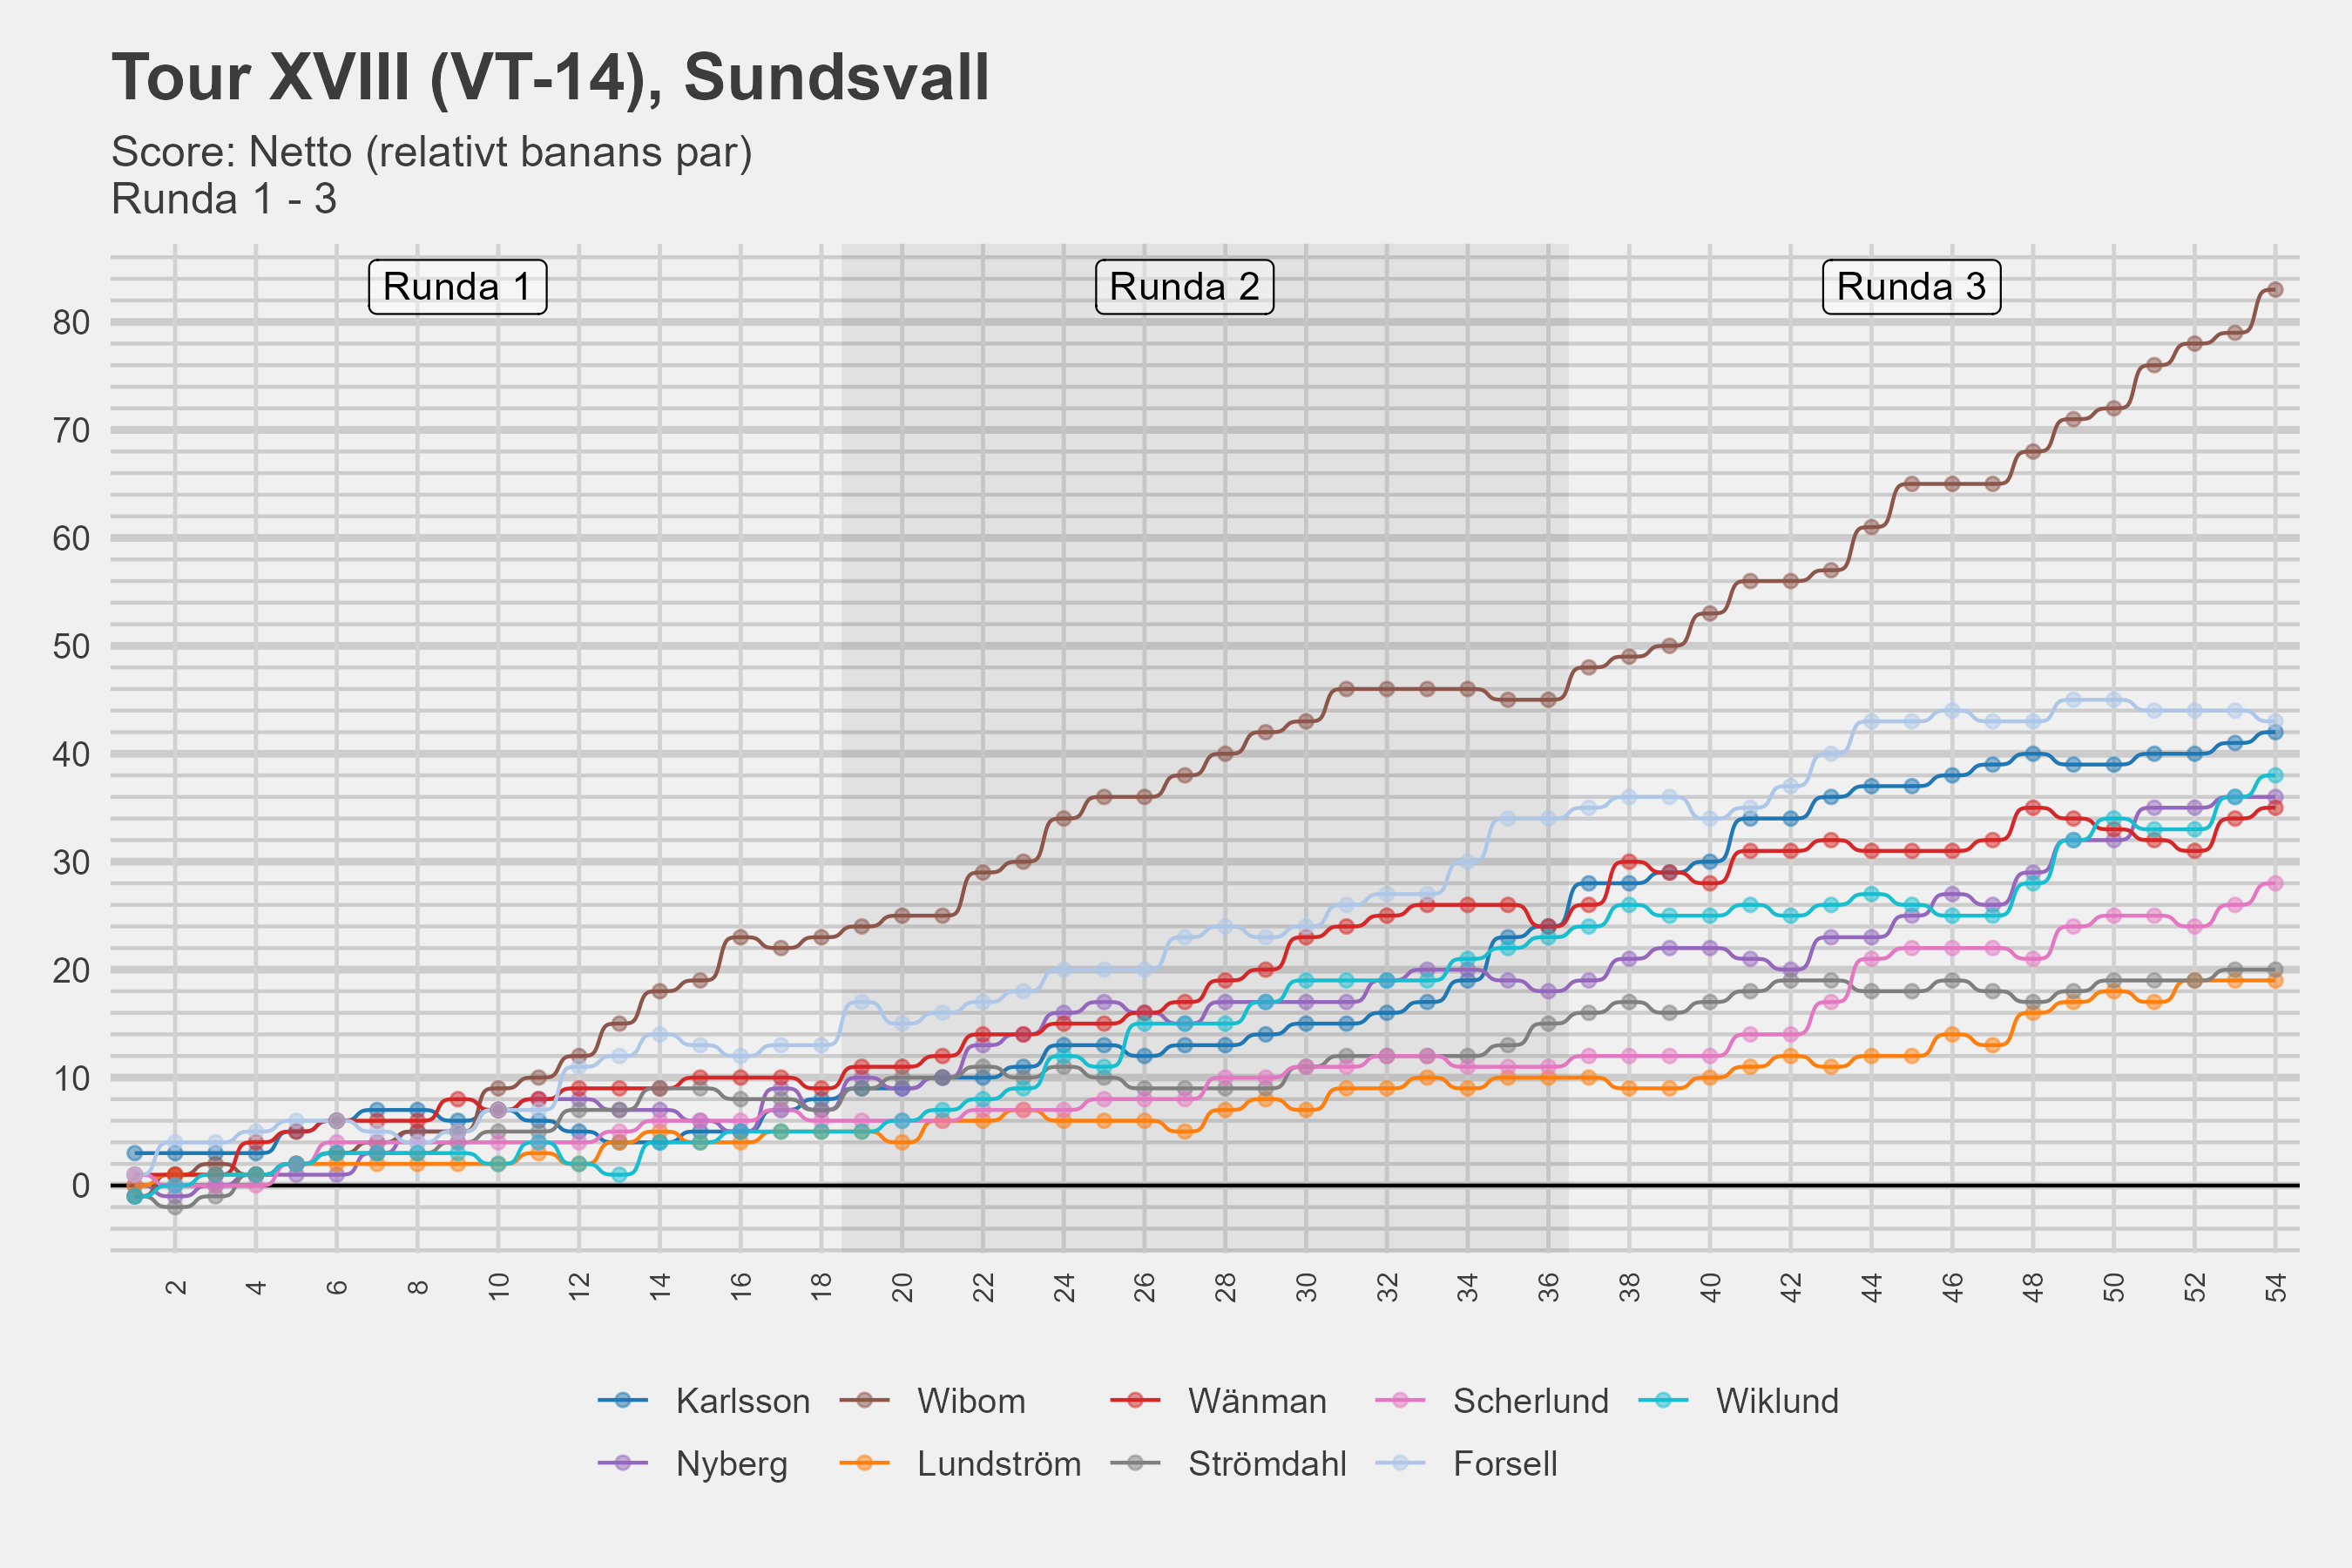 Tour XVIII (VT-14), Sundsvall
Score: Netto (relativt banans par)
Runda 1 - 3
Runda 1 Runda 2 Runda 3
80
70
60
50
40
30
20
10
0
2 4 6 8 10 12 14 16 18 20 22 24 26 28 30 32 34 36 38 40 42 44 46 48 50 52 54
Karlsson Wibom Wänman Scherlund Wiklund
Nyberg Lundström Strömdahl Forsell